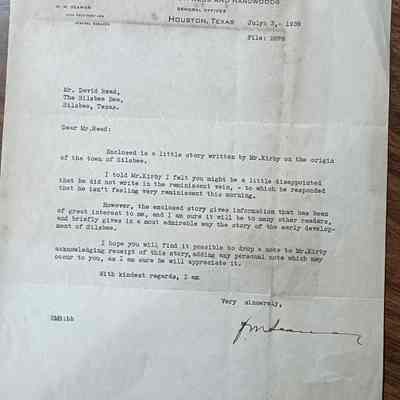 AND HARDWOODS
GENERAL OFFICES
HOUSTON, TEXAS
July 3, - 1939
Mr. David Read,
The Silsbee Bee,
Silsbee, Texas.
Dear Mr.Reed:
Enclosed is a little story written by Mr.Kirby on the origin
of the town of Silsbee.
I told Mr.Kirby I felt you might be a little disappointed
that he did not write in the reminiscent vein, - to which he responded
that he isn't feeling very reminiscent this morning.
However, the enclosed story gives information that has been
of great interest to me, and I am sure it will be to many other readers,
and briefly gives in a most admirable way the story of the early develop-
ment of Silsbee.
I hope you will find it possible to drop a note to Mr.Kirby
acknowledging receipt of this story, adding any personal note which may
occur to you, as I am sure he will appreciate it.
With kindest regards, I am
Very sincerely,